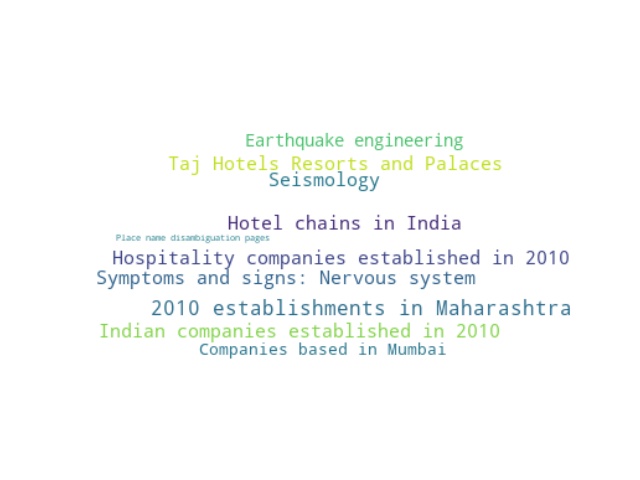 Earthquake engineering
Taj Hotels Resorts and Palaces
Seismology
Hotel chains in India
Place name disambiguation pages
Hospitality companies established in 2010
Symptoms and signs: Nervous system
2010 establishments in Maharashtra
Indian companies established in 2010
Companies based in Mumbai